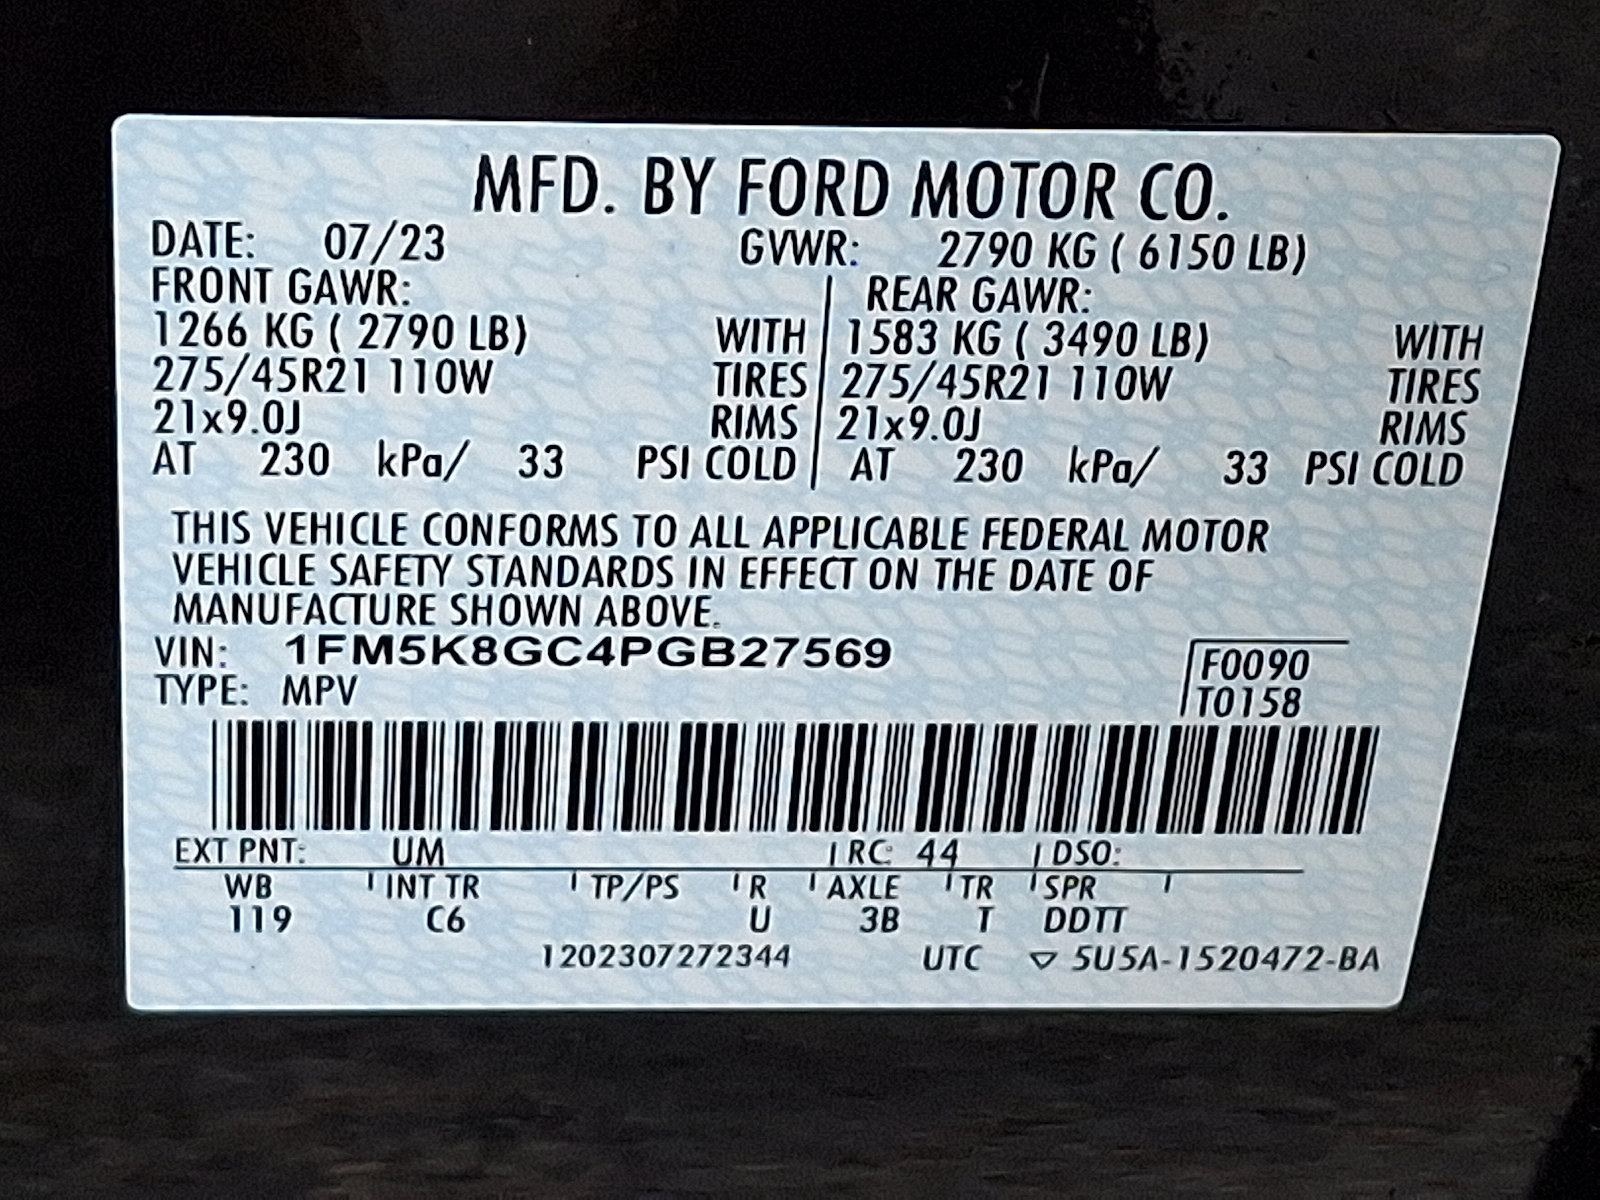 MFD. BY FORD MOTOR CO.
DATE: 07/23 GVWR: 2790 KG ( 6150 LB)
FRONT GAWR: REAR GAWR:
1266 KG ( 2790 LB) WITH 1583 KG ( 3490 LB) WITH
275/45R21 110W TIRES 275/45R21 110W TIRES
21x9.0J RIMS 21x9.0J RIMS
AT 230 kPa/ 33 PSI COLD AT 230 kPa/ 33 PSI COLD
THIS VEHICLE CONFORMS TO ALL APPLICABLE FEDERAL MOTOR
VEHICLE SAFETY STANDARDS IN EFFECT ON THE DATE OF
MANUFACTURE SHOWN ABOVE.
VIN: 1FM5K8GC4PGB27569
F0090
TYPE: MPV
T0158
EXT PNT: UM RC: 44 DSO:
WB INT TR TP/PS R AXLE TR SPR
119 C6 U 3B T DDTT
1202307272344 UTC ▽ 5U5A-1520472-BA